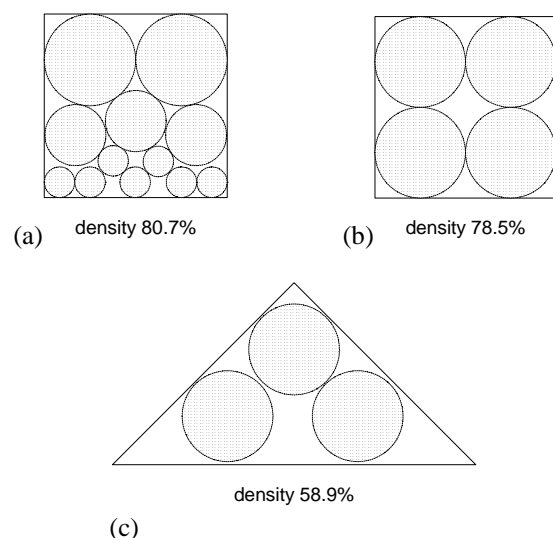 density 80.7%
(a)
density 78.5%
(b)
density 58.9%
(c)